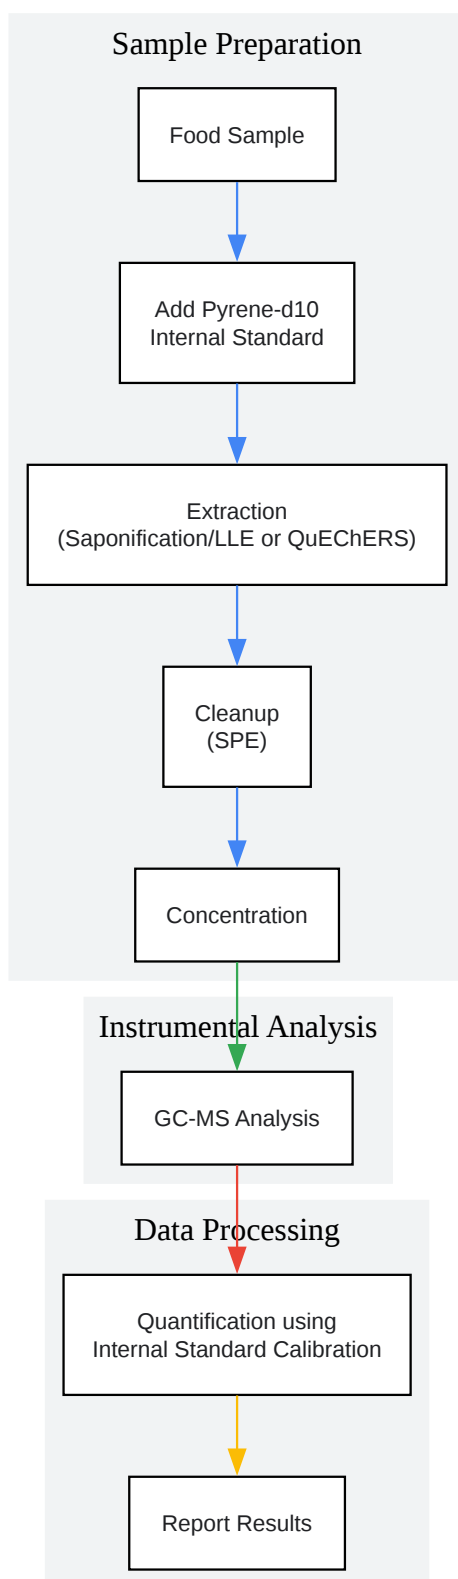 Sample Preparation
Food Sample
Add Pyrene-d10
Internal Standard
Extraction
(Saponification/LLE or QuEChERS)
Cleanup
(SPE)
Concentration
Instrumental Analysis
GC-MS Analysis
Data Processing
Quantification using
Internal Standard Calibration
Report Results